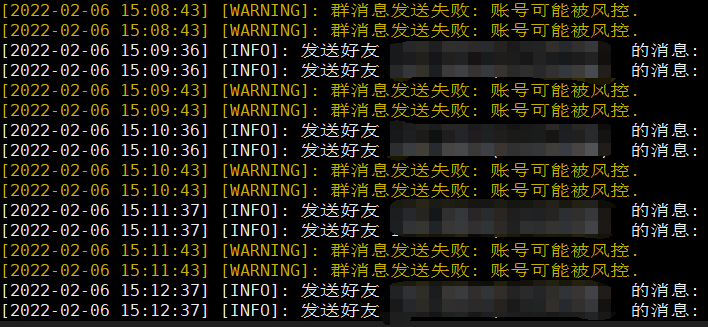 [2022-02-06 15:08:43] [WARNING]: 群消息发送失败: 账号可能被风控.
[2022-02-06 15:08:43] [WARNING]: 群消息发送失败: 账号可能被风控.
[2022-02-06 15:09:36] [INFO]: 发送好友 的消息:
[2022-02-06 15:09:36] [INFO]: 发送好友 的消息:
[2022-02-06 15:09:43] [WARNING]: 群消息发送失败: 账号可能被风控.
[2022-02-06 15:09:43] [WARNING]: 群消息发送失败: 账号可能被风控.
[2022-02-06 15:10:36] [INFO]: 发送好友 的消息:
[2022-02-06 15:10:36] [INFO]: 发送好友 的消息:
[2022-02-06 15:10:43] [WARNING]: 群消息发送失败: 账号可能被风控.
[2022-02-06 15:10:43] [WARNING]: 群消息发送失败: 账号可能被风控.
[2022-02-06 15:11:37] [INFO]: 发送好友 的消息:
[2022-02-06 15:11:37] [INFO]: 发送好友 的消息:
[2022-02-06 15:11:43] [WARNING]: 群消息发送失败: 账号可能被风控.
[2022-02-06 15:11:43] [WARNING]: 群消息发送失败: 账号可能被风控.
[2022-02-06 15:12:37] [INFO]: 发送好友 的消息:
[2022-02-06 15:12:37] [INFO]: 发送好友 的消息: